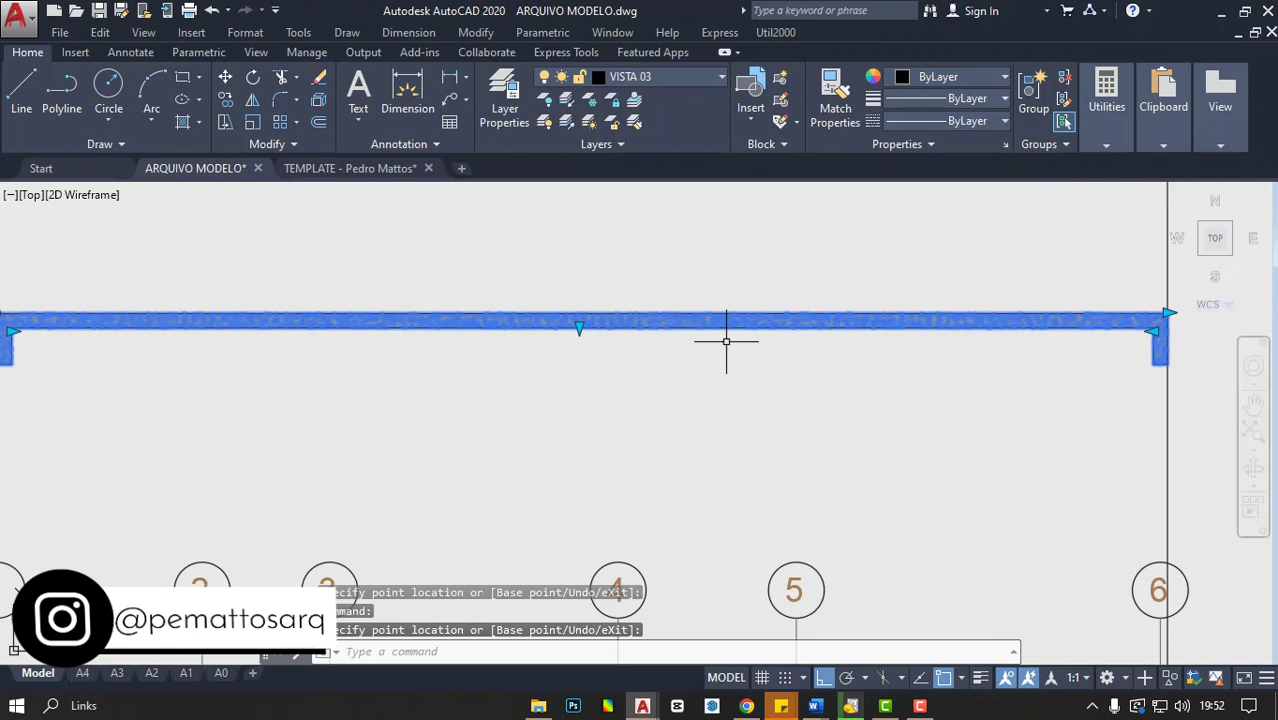 Autodesk AutoCAD 2020 ARQUIVO MODELO.dwg
Type a keyword or phrase
Sign In
File Edit View Insert Format Tools Draw Dimension Modify Parametric Window Help Express Util2000
Home Insert Annotate Parametric View Manage Output Add-ins Collaborate Express Tools Featured Apps
VISTA 03
ByLayer
ByLayer
ByLayer
Line Polyline Circle Arc
Text Dimension
Layer
Properties
Insert
Match
Properties
Group
Utilities
Clipboard
View
Draw Modify Annotation Layers Block Properties Groups
Start ARQUIVO MODELO* TEMPLATE - Pedro Mattos*
[−][Top][2D Wireframe]
N
W TOP E
S
WCS
4 5 6
ecify point location or [Base point/Undo/eXit]:
mmand:
ecify point location or [Base point/Undo/eXit]:
@pemattosarq
Type a command
Model A4 A3 A2 A1 A0
MODEL
1:1
Links
19:52